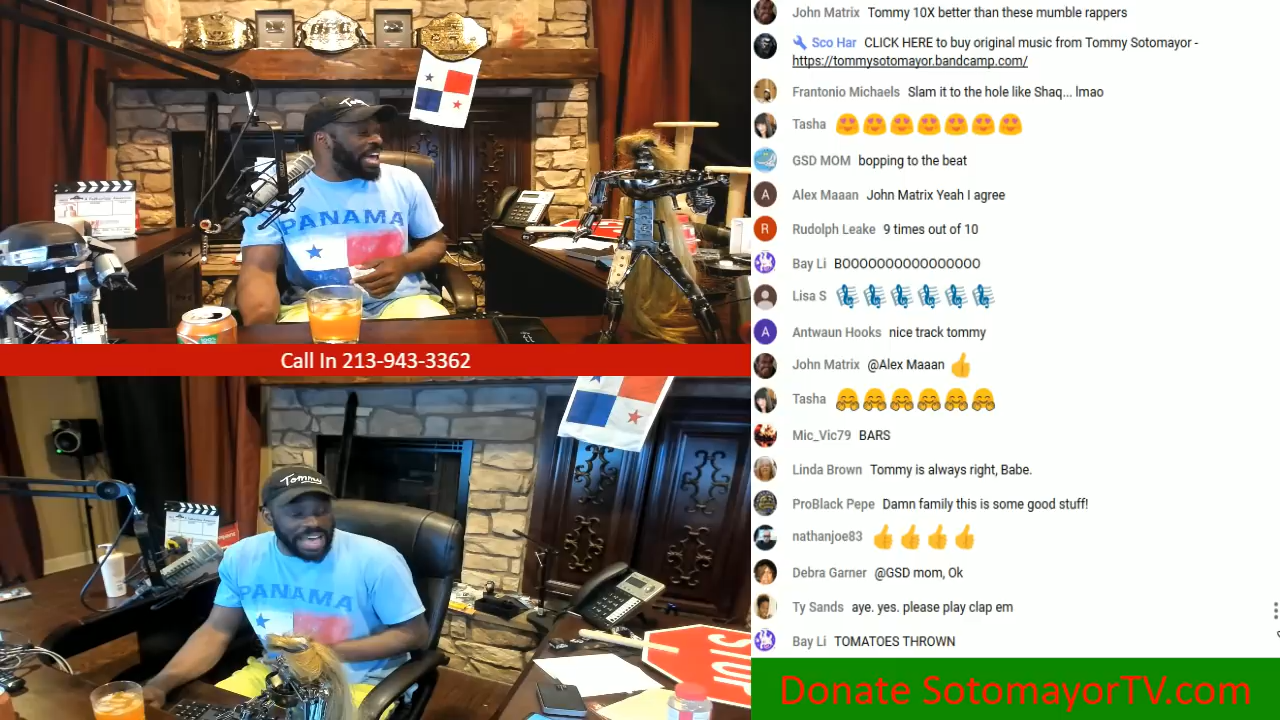 Tommy
PANAMA
Call In 213-943-3362
Tommy
PANAMA
STOP
John Matrix Tommy 10X better than these mumble rappers
Sco Har CLICK HERE to buy original music from Tommy Sotomayor -
https://tommysotomayor.bandcamp.com/
Frantonio Michaels Slam it to the hole like Shaq... lmao
Tasha 😍😍😍😍😍😍😍
GSD MOM bopping to the beat
A
Alex Maaan John Matrix Yeah I agree
R
Rudolph Leake 9 times out of 10
Bay Li BOOOOOOOOOOOOOOOO
Lisa S 🎼🎼🎼🎼🎼🎼
A
Antwaun Hooks nice track tommy
John Matrix @Alex Maaan 👍
Tasha 🤗🤗🤗🤗🤗🤗
Mic_Vic79 BARS
Linda Brown Tommy is always right, Babe.
ProBlack Pepe Damn family this is some good stuff!
nathanjoe83 👍👍👍👍
Debra Garner @GSD mom, Ok
Ty Sands aye. yes. please play clap em
Bay Li TOMATOES THROWN
Donate SotomayorTV.com